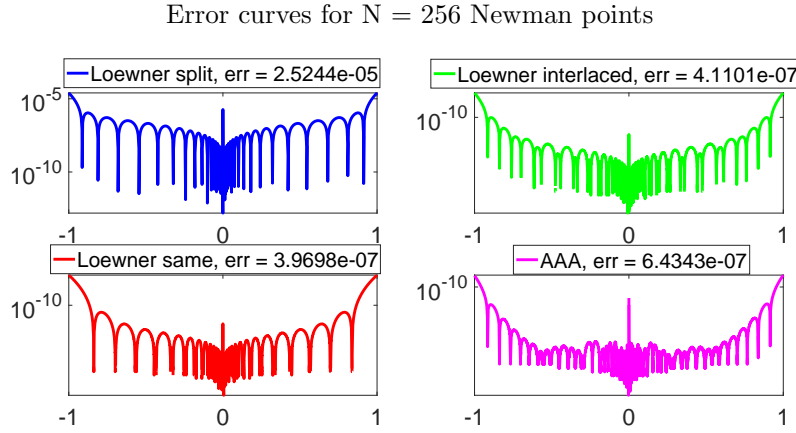 Error curves for N = 256 Newman points
Loewner split, err = 2.5244e-05
10^-5
10^-10
-1 0 1
Loewner interlaced, err = 4.1101e-07
10^-10
-1 0 1
Loewner same, err = 3.9698e-07
10^-10
-1 0 1
AAA, err = 6.4343e-07
10^-10
-1 0 1